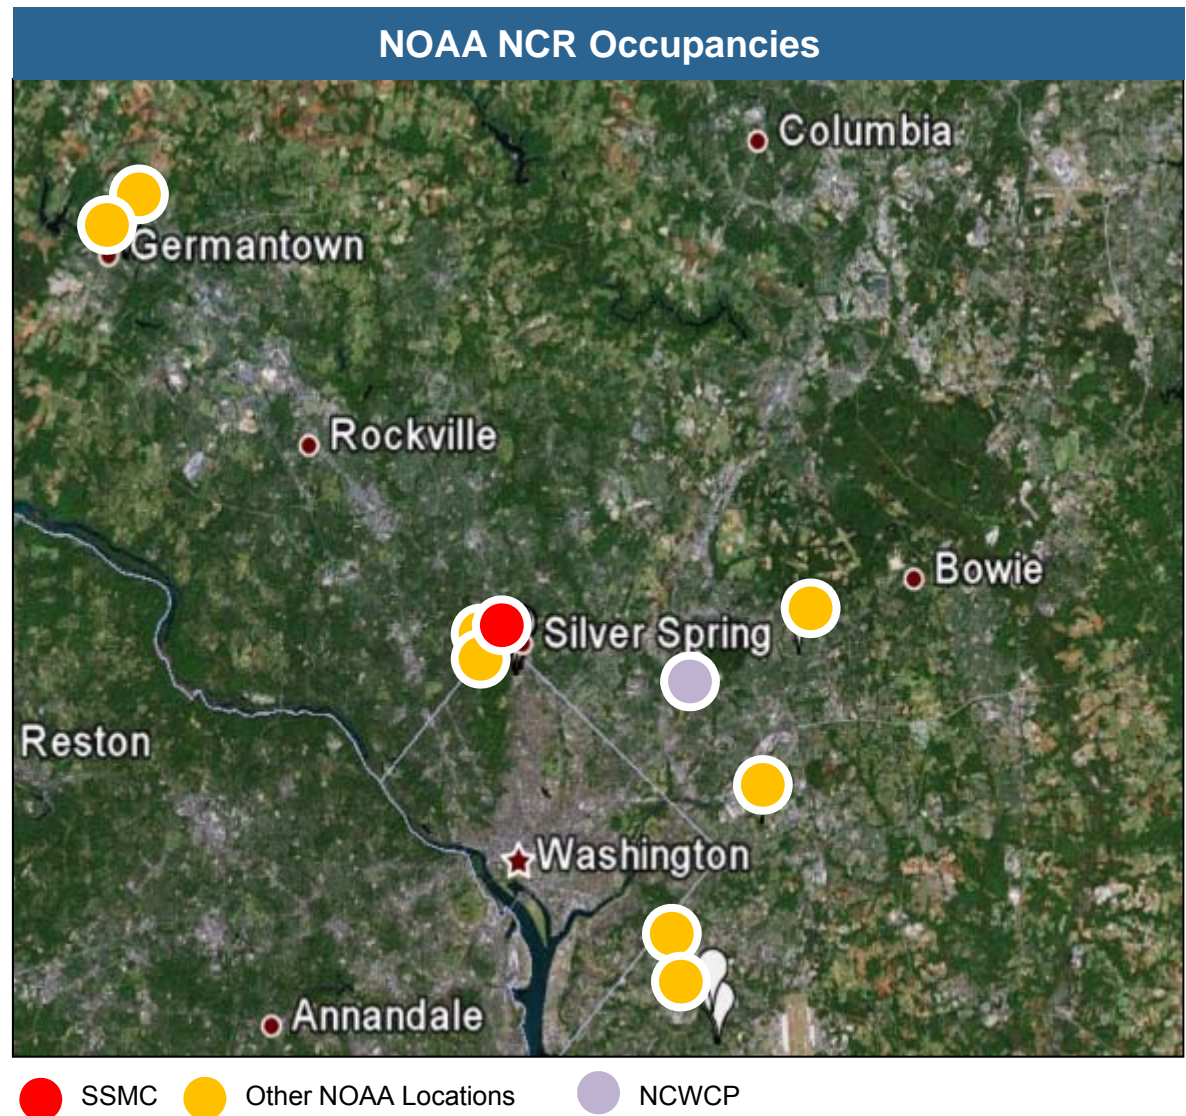 NOAA NCR Occupancies
Columbia
Germantown
Rockville
Bowie
Silver Spring
Reston
Washington
Annandale
SSMC
Other NOAA Locations
NCWCP